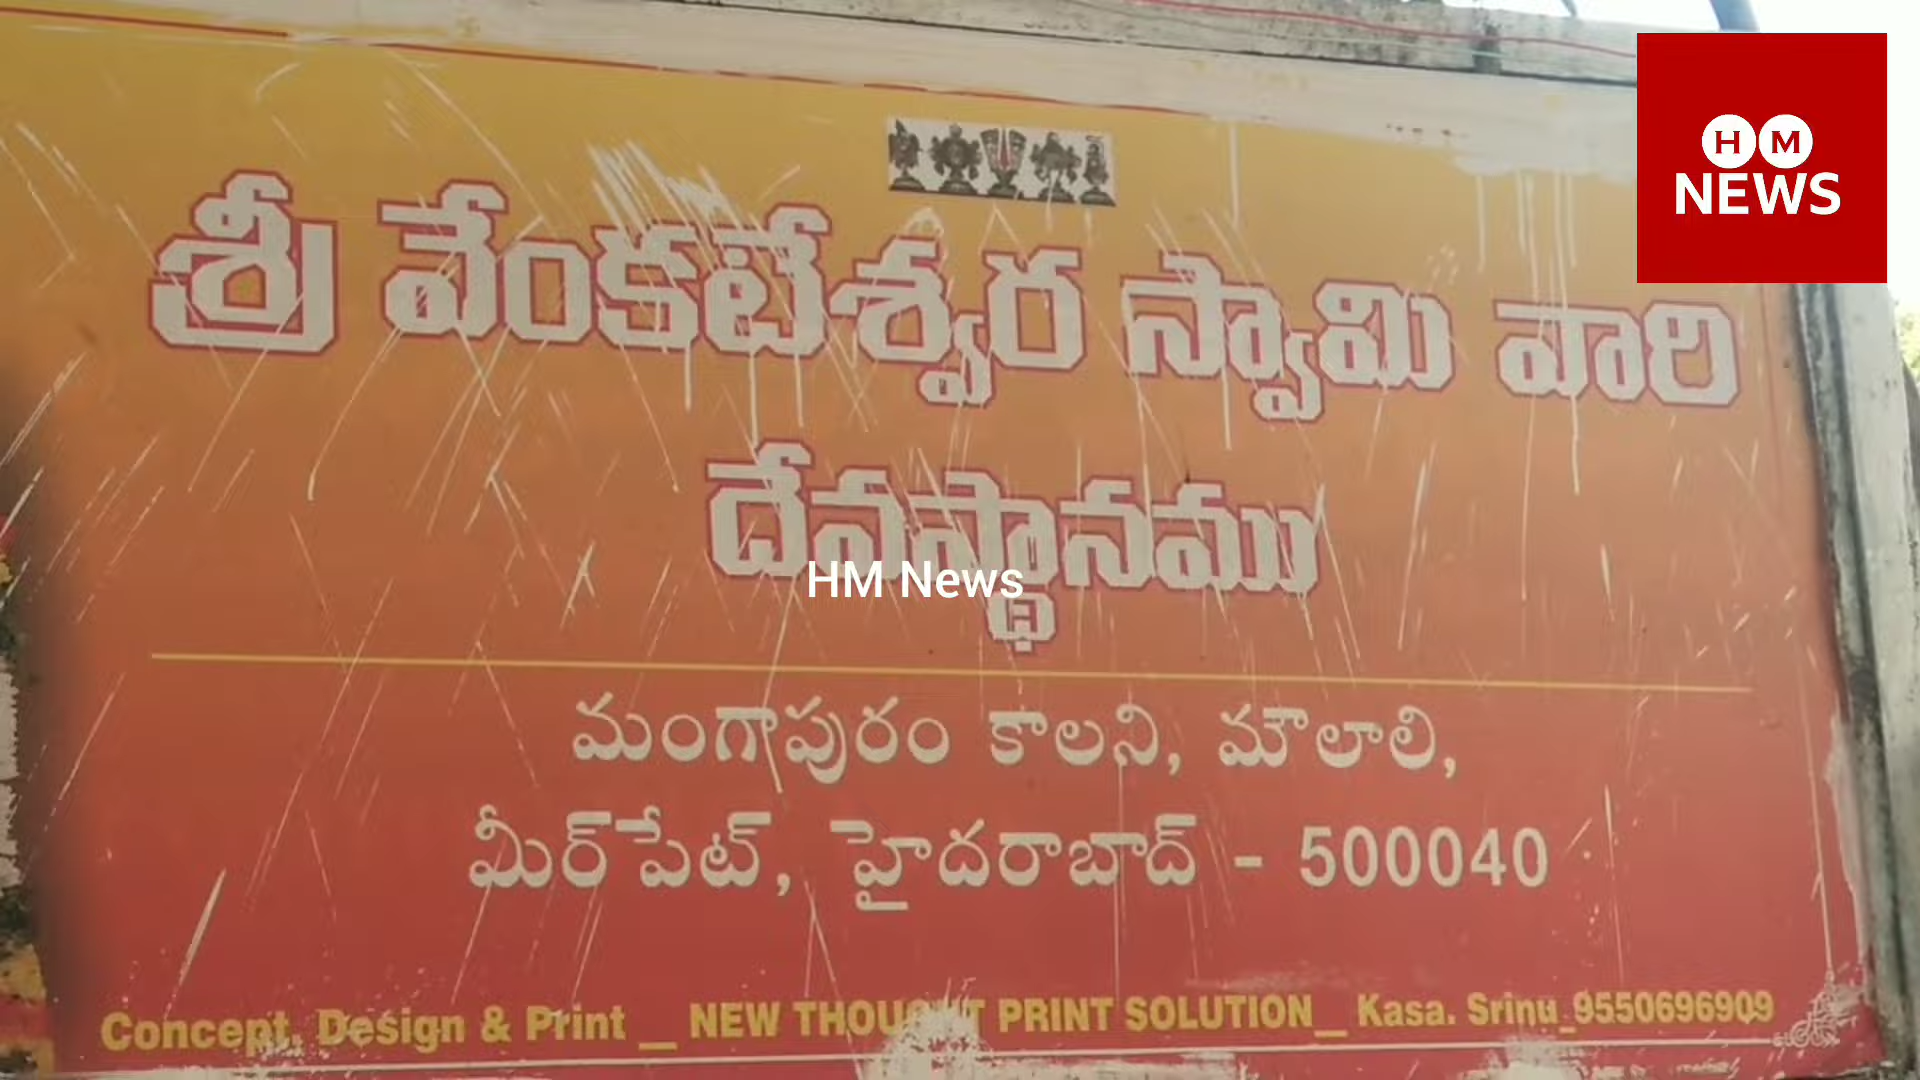 H M
NEWS
శ్రీ వేంకటేశ్వర స్వామి వారి
దేవస్థానము
HM News
మంగాపురం కాలని, మౌలాలి,
మీర్‌పేట్, హైదరాబాద్ - 500040
Concept, Design & Print _ NEW THOUGHT PRINT SOLUTION_ Kasa. Srinu_9550696909